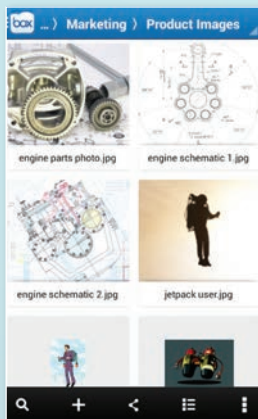 box ... 〉 Marketing 〉 Product Images
engine parts photo.jpg
engine schematic 1.jpg
engine schematic 2.jpg
jetpack user.jpg